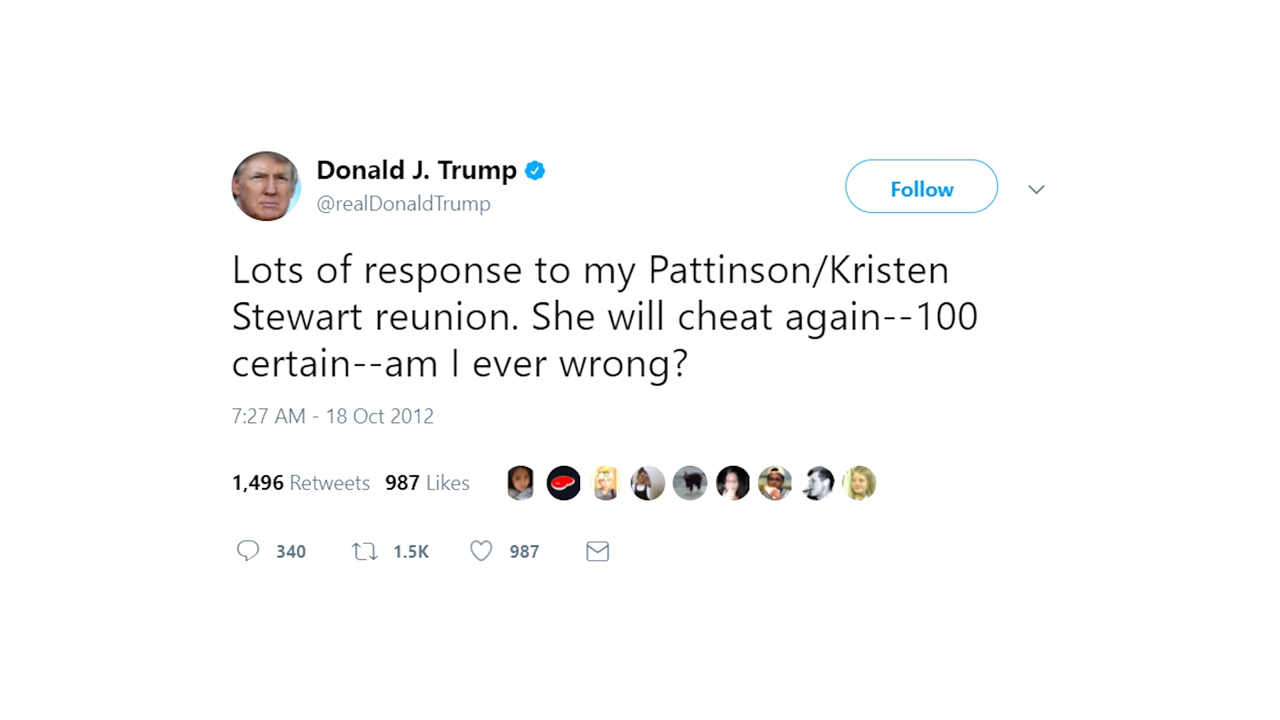 Donald J. Trump
@realDonaldTrump
Follow
Lots of response to my Pattinson/Kristen
Stewart reunion. She will cheat again--100
certain--am I ever wrong?
7:27 AM - 18 Oct 2012
1,496 Retweets 987 Likes
340 1.5K 987